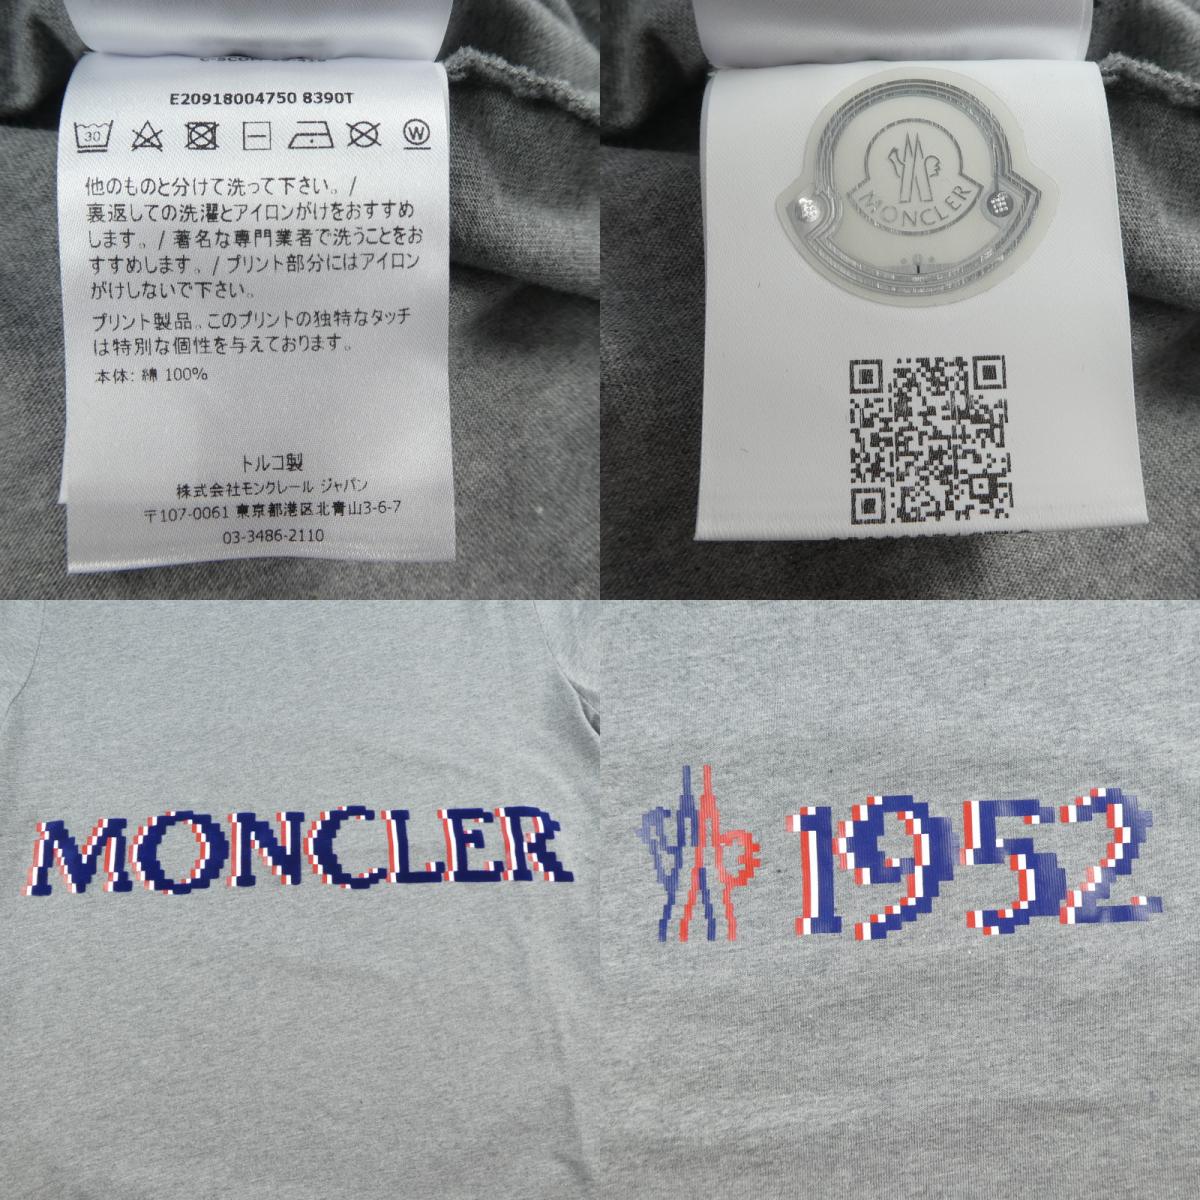 E20918004750 8390T
30
W
他のものと分けて洗って下さい。/
裏返しての洗濯とアイロンがけをおすすめ
します。/ 著名な専門業者で洗うことをお
すすめします。/ プリント部分にはアイロン
がけしないで下さい。
プリント製品。このプリントの独特なタッチ
は特別な個性を与えております。
本体: 綿 100%
トルコ製
株式会社モンクレール ジャパン
〒107-0061 東京都港区北青山3-6-7
03-3486-2110
MONCLER
MONCLER
1952